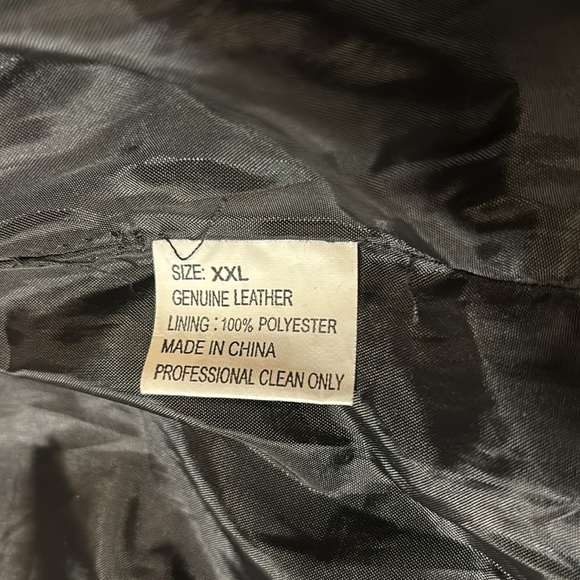 SIZE: XXL
GENUINE LEATHER
LINING : 100% POLYESTER
MADE IN CHINA
PROFESSIONAL CLEAN ONLY